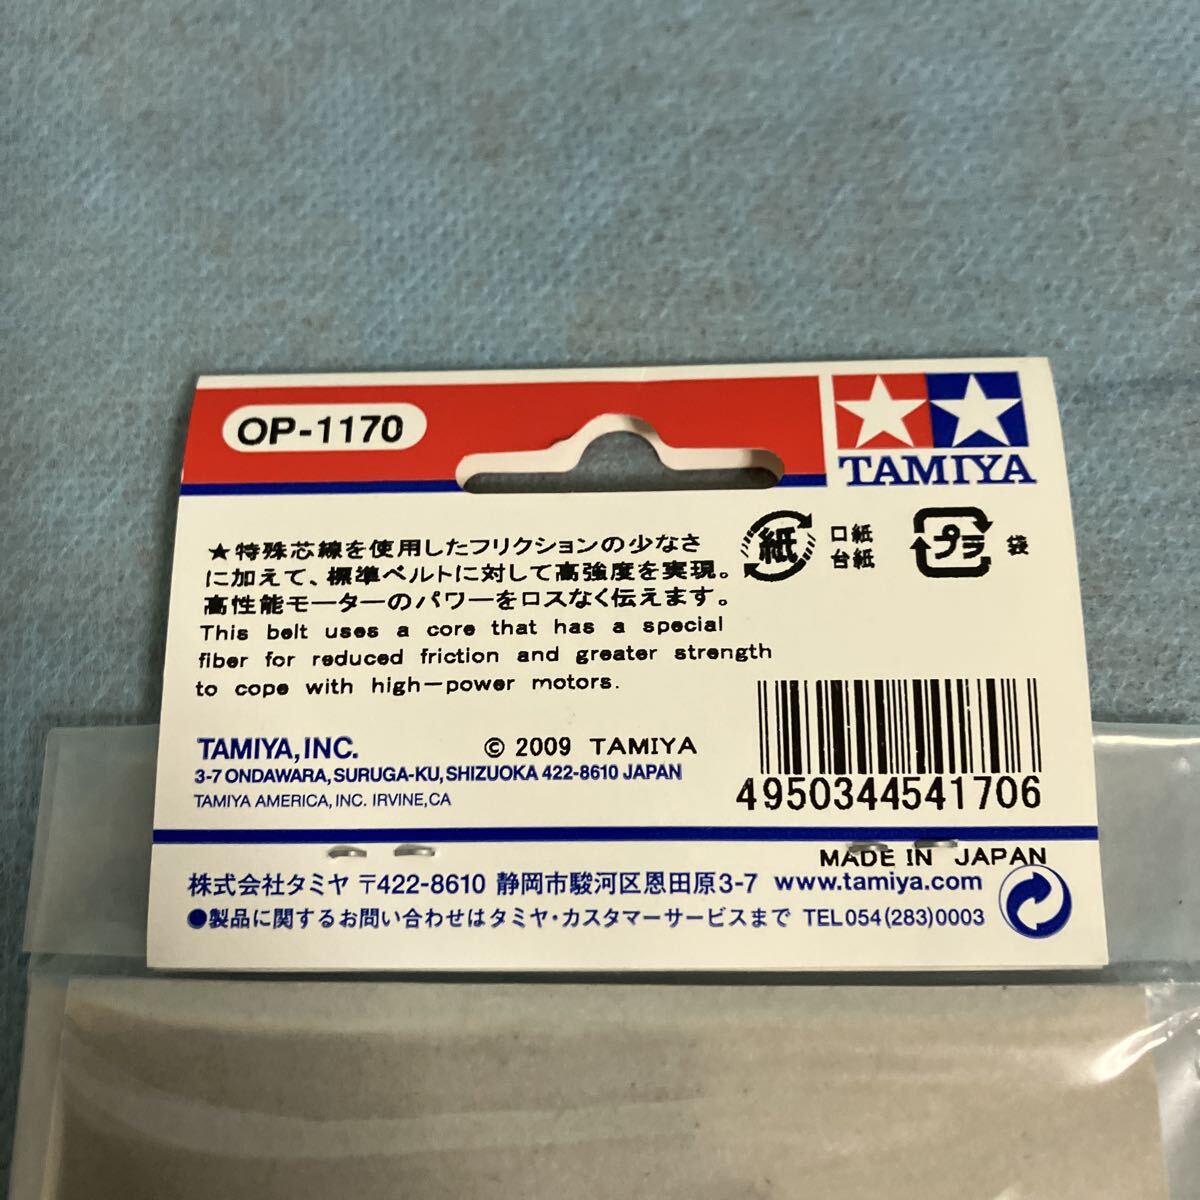 OP-1170
TAMIYA
★特殊芯線を使用したフリクションの少なさ
に加えて、標準ベルトに対して高強度を実現。
高性能モーターのパワーをロスなく伝えます。
This belt uses a core that has a special
fiber for reduced friction and greater strength
to cope with high-power motors.
紙
口紙
台紙
プラ
袋
TAMIYA, INC.
© 2009 TAMIYA
3-7 ONDAWARA, SURUGA-KU, SHIZUOKA 422-8610 JAPAN
TAMIYA AMERICA, INC. IRVINE, CA
4950344541706
MADE IN JAPAN
株式会社タミヤ 〒422-8610 静岡市駿河区恩田原3-7 www.tamiya.com
●製品に関するお問い合わせはタミヤ・カスタマーサービスまで TEL054(283)0003